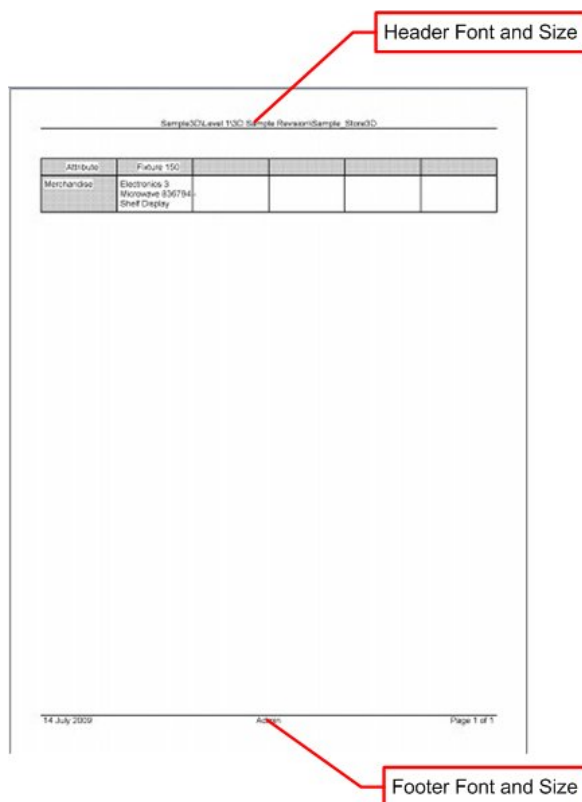 Header Font and Size
Sample3D\Level 1\3D Sample Revision\Sample_Store3D
Attribute Fixture 150
Merchandise Electronics 3
Microwave 836794 -
Shelf Display
14 July 2009 Admin Page 1 of 1
Footer Font and Size